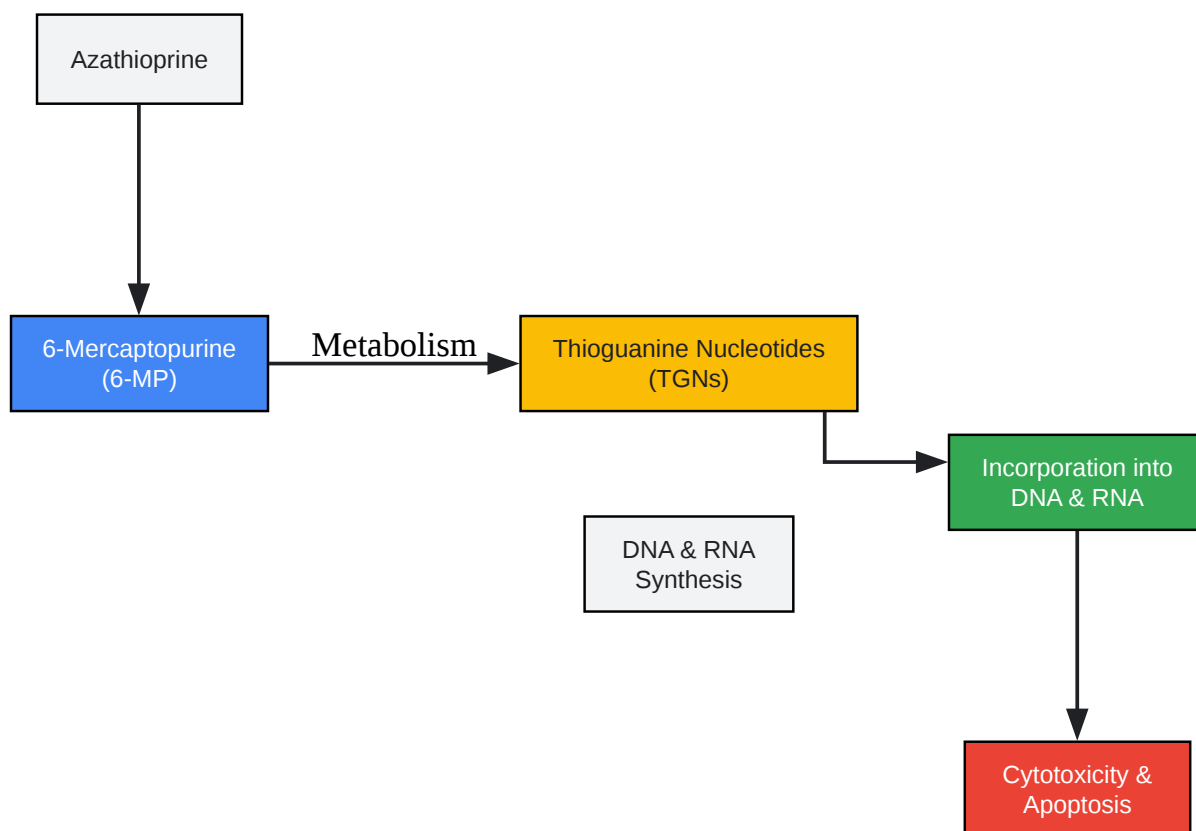 Azathioprine
6-Mercaptopurine
(6-MP)
Metabolism
Thioguanine Nucleotides
(TGNs)
Incorporation into
DNA & RNA
DNA & RNA
Synthesis
Cytotoxicity &
Apoptosis